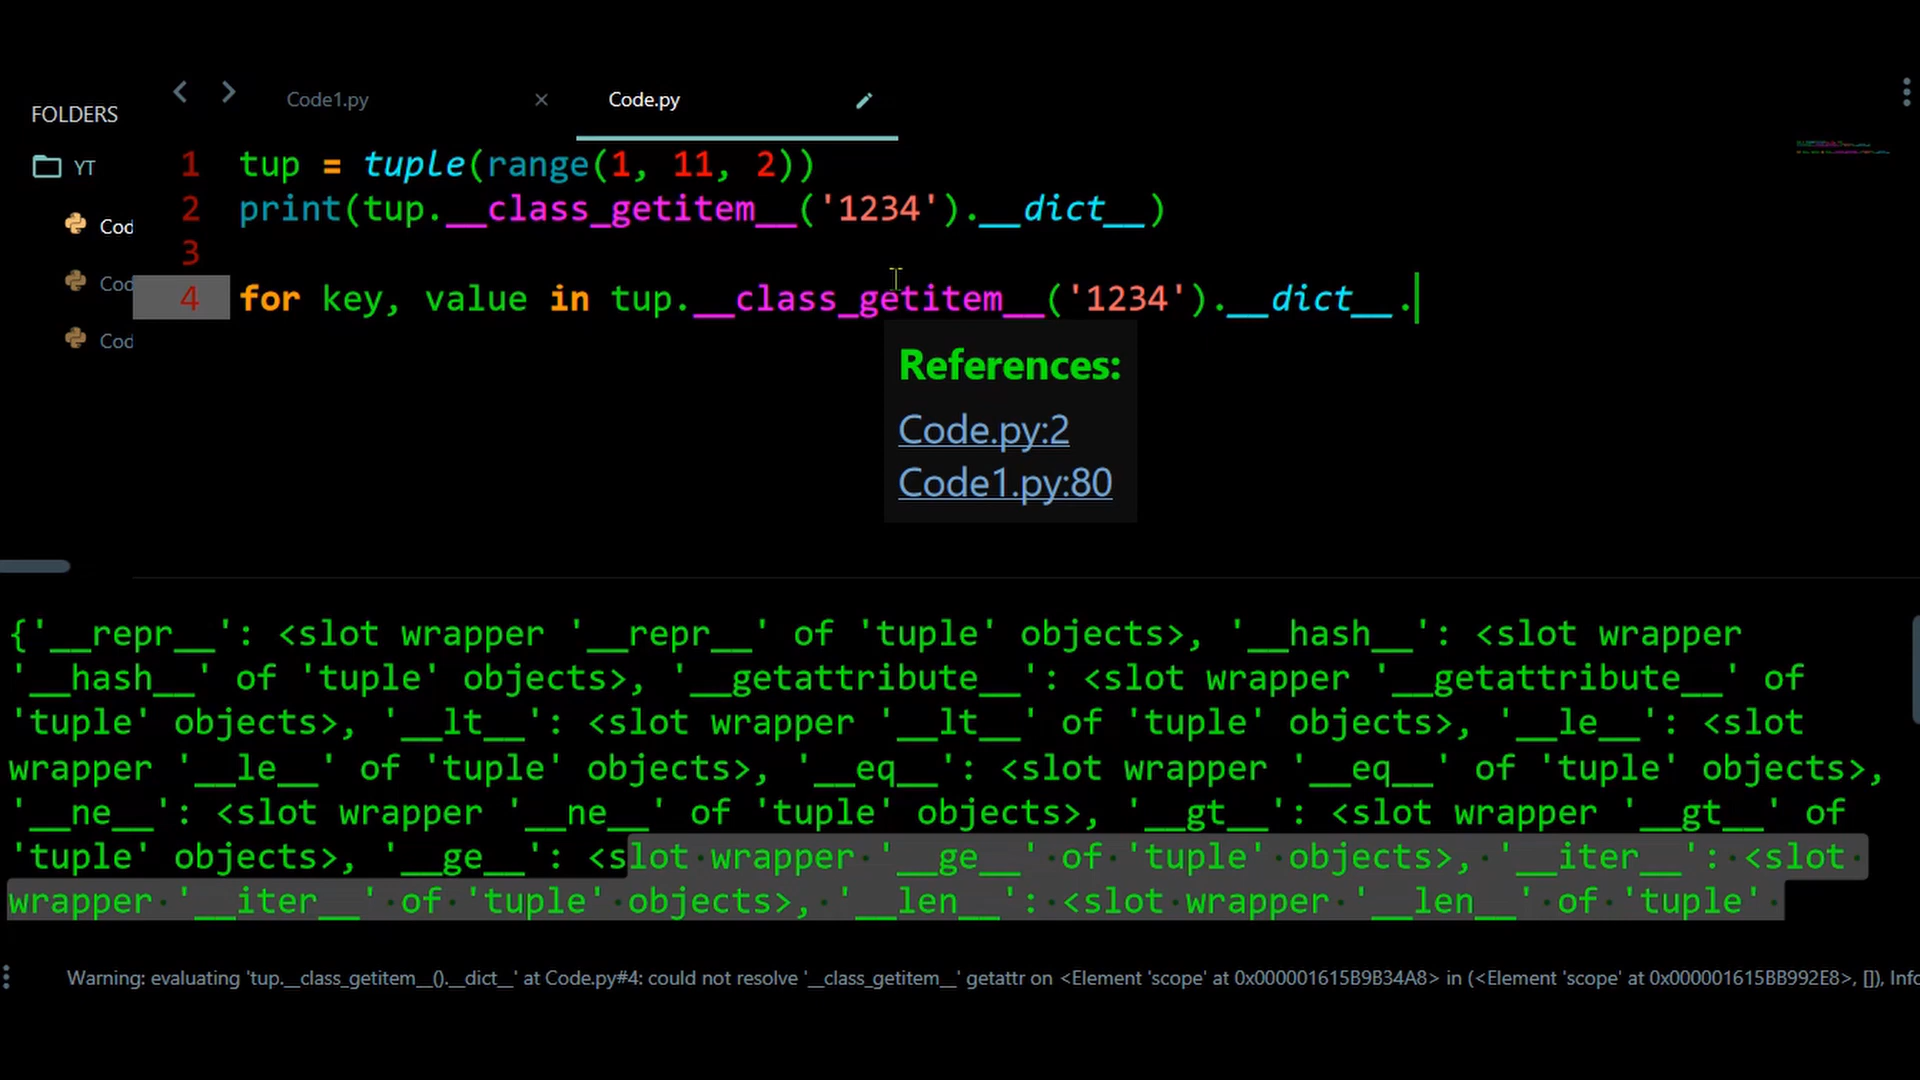 FOLDERS
YT
Cod
Cod
Cod
Code1.py
Code.py
1 tup = tuple(range(1, 11, 2))
2 print(tup.__class_getitem__('1234').__dict__)
3
4 for key, value in tup.__class_getitem__('1234').__dict__.
References:
Code.py:2
Code1.py:80
{'__repr__': <slot wrapper '__repr__' of 'tuple' objects>, '__hash__': <slot wrapper
'__hash__' of 'tuple' objects>, '__getattribute__': <slot wrapper '__getattribute__' of
'tuple' objects>, '__lt__': <slot wrapper '__lt__' of 'tuple' objects>, '__le__': <slot
wrapper '__le__' of 'tuple' objects>, '__eq__': <slot wrapper '__eq__' of 'tuple' objects>,
'__ne__': <slot wrapper '__ne__' of 'tuple' objects>, '__gt__': <slot wrapper '__gt__' of
'tuple' objects>, '__ge__': <slot wrapper '__ge__' of 'tuple' objects>, '__iter__': <slot
wrapper '__iter__' of 'tuple' objects>, '__len__': <slot wrapper '__len__' of 'tuple'
Warning: evaluating 'tup.__class_getitem__().__dict__' at Code.py#4: could not resolve '__class_getitem__' getattr on <Element 'scope' at 0x000001615B9B34A8> in (<Element 'scope' at 0x000001615BB992E8>, []), Info